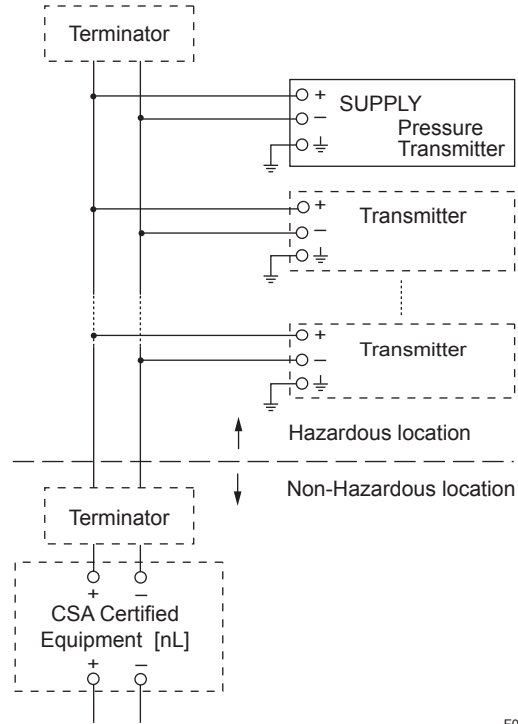 Terminator
+
SUPPLY
–
Pressure
Transmitter
+
Transmitter
–
+
Transmitter
–
Hazardous location
Non-Hazardous location
Terminator
+ –
CSA Certified
Equipment [nL]
+ –